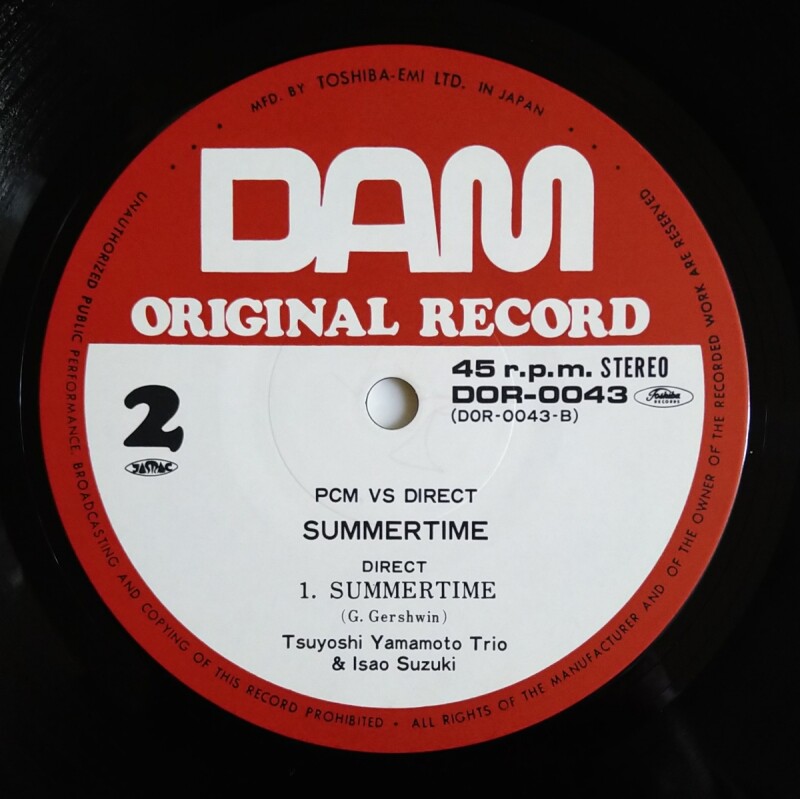 MFD. BY TOSHIBA-EMI LTD. IN JAPAN
DAM
ORIGINAL RECORD
45 r.p.m. STEREO
DOR-0043
Toshiba
RECORDS
(DOR-0043-B)
2
JASRAC
PCM VS DIRECT
SUMMERTIME
DIRECT
1. SUMMERTIME
(G. Gershwin)
Tsuyoshi Yamamoto Trio
& Isao Suzuki
UNAUTHORIZED PUBLIC PERFORMANCE, BROADCASTING AND COPYING OF THIS RECORD PROHIBITED • ALL RIGHTS OF THE MANUFACTURER AND OF THE OWNER OF THE RECORDED WORK ARE RESERVED